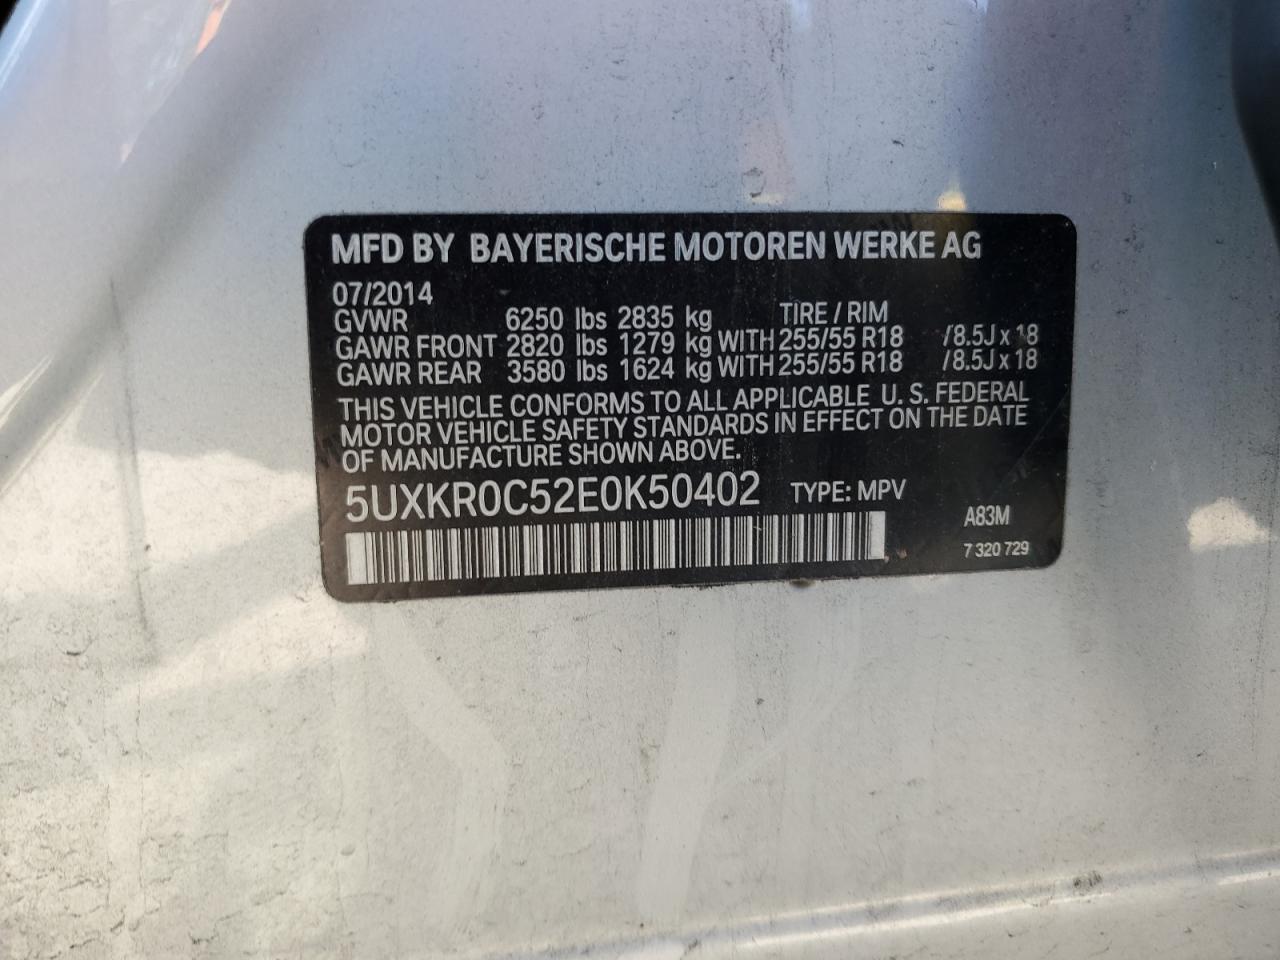 MFD BY BAYERISCHE MOTOREN WERKE AG
07/2014
GVWR 6250 lbs 2835 kg TIRE / RIM
GAWR FRONT 2820 lbs 1279 kg WITH 255/55 R18 /8.5J x 18
GAWR REAR 3580 lbs 1624 kg WITH 255/55 R18 /8.5J x 18
THIS VEHICLE CONFORMS TO ALL APPLICABLE U. S. FEDERAL
MOTOR VEHICLE SAFETY STANDARDS IN EFFECT ON THE DATE
OF MANUFACTURE SHOWN ABOVE.
5UXKR0C52E0K50402 TYPE: MPV
A83M
7 320 729